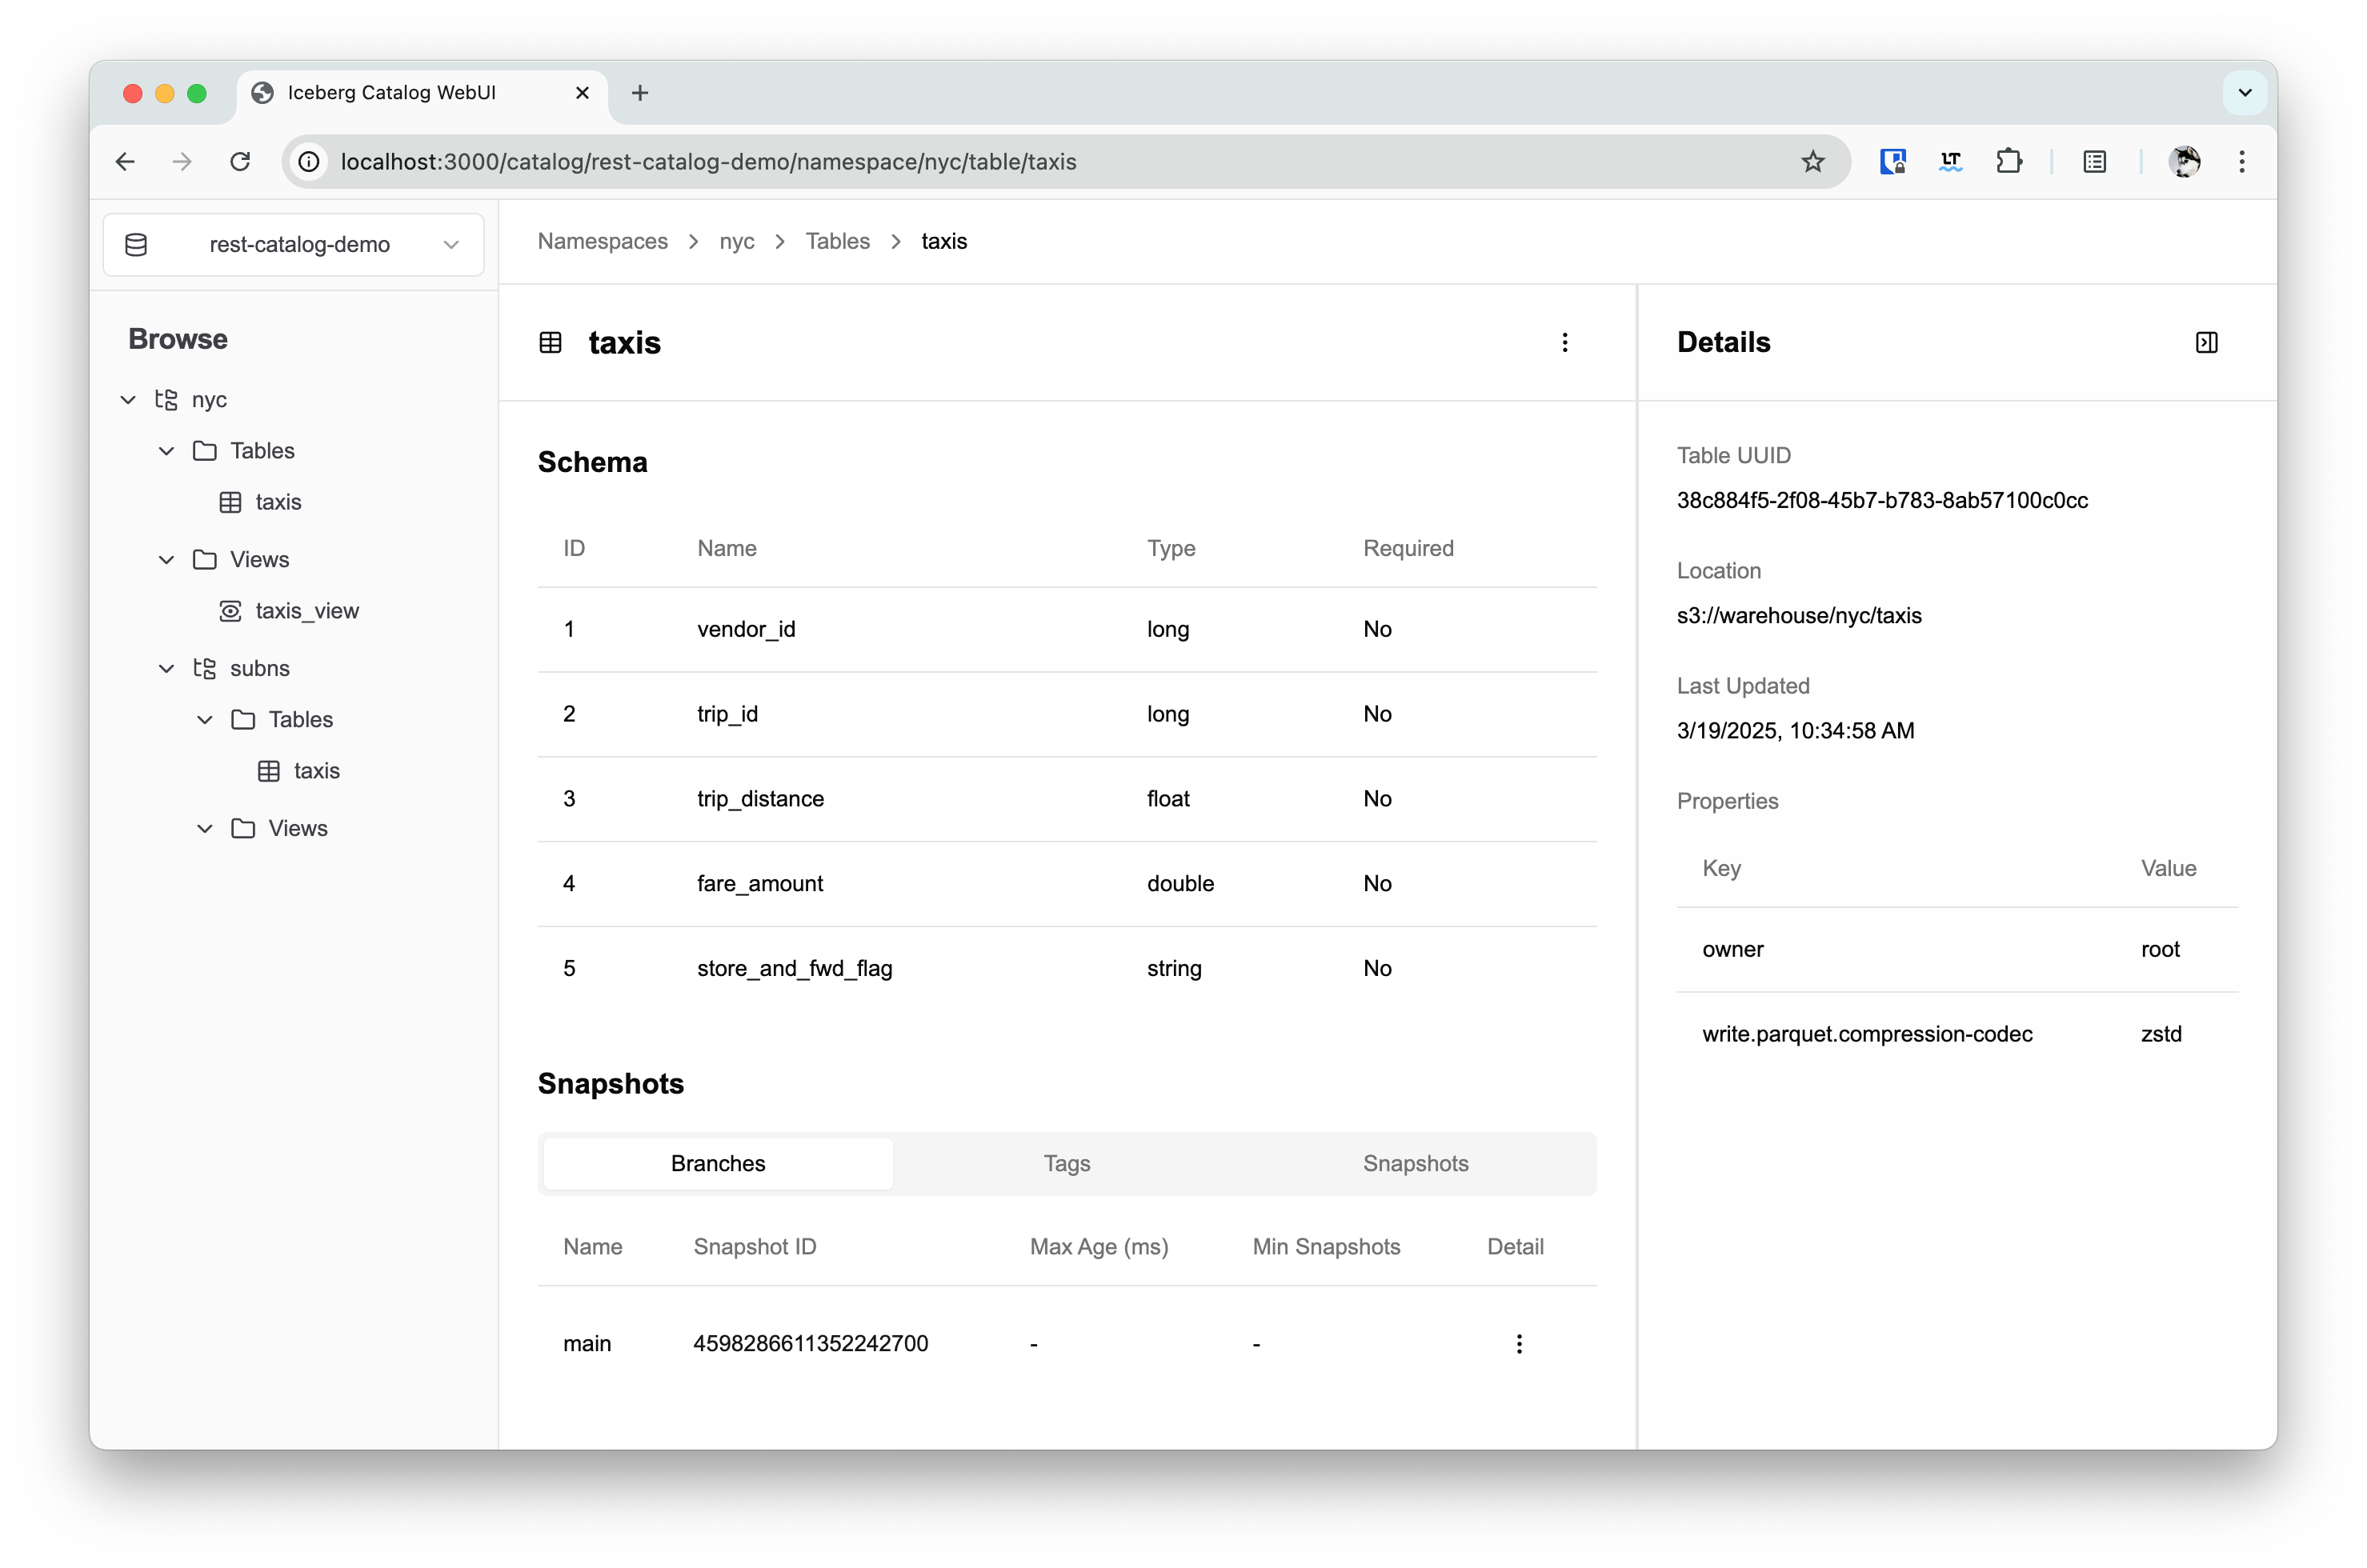 Iceberg Catalog WebUI
localhost:3000/catalog/rest-catalog-demo/namespace/nyc/table/taxis
LT
rest-catalog-demo
Namespaces > nyc > Tables > taxis
Browse
nyc
Tables
taxis
Views
taxis_view
subns
Tables
taxis
Views
taxis
Schema
ID Name Type Required
1 vendor_id long No
2 trip_id long No
3 trip_distance float No
4 fare_amount double No
5 store_and_fwd_flag string No
Snapshots
Branches Tags Snapshots
Name Snapshot ID Max Age (ms) Min Snapshots Detail
main 4598286611352242700 - -
Details
Table UUID
38c884f5-2f08-45b7-b783-8ab57100c0cc
Location
s3://warehouse/nyc/taxis
Last Updated
3/19/2025, 10:34:58 AM
Properties
Key Value
owner root
write.parquet.compression-codec zstd